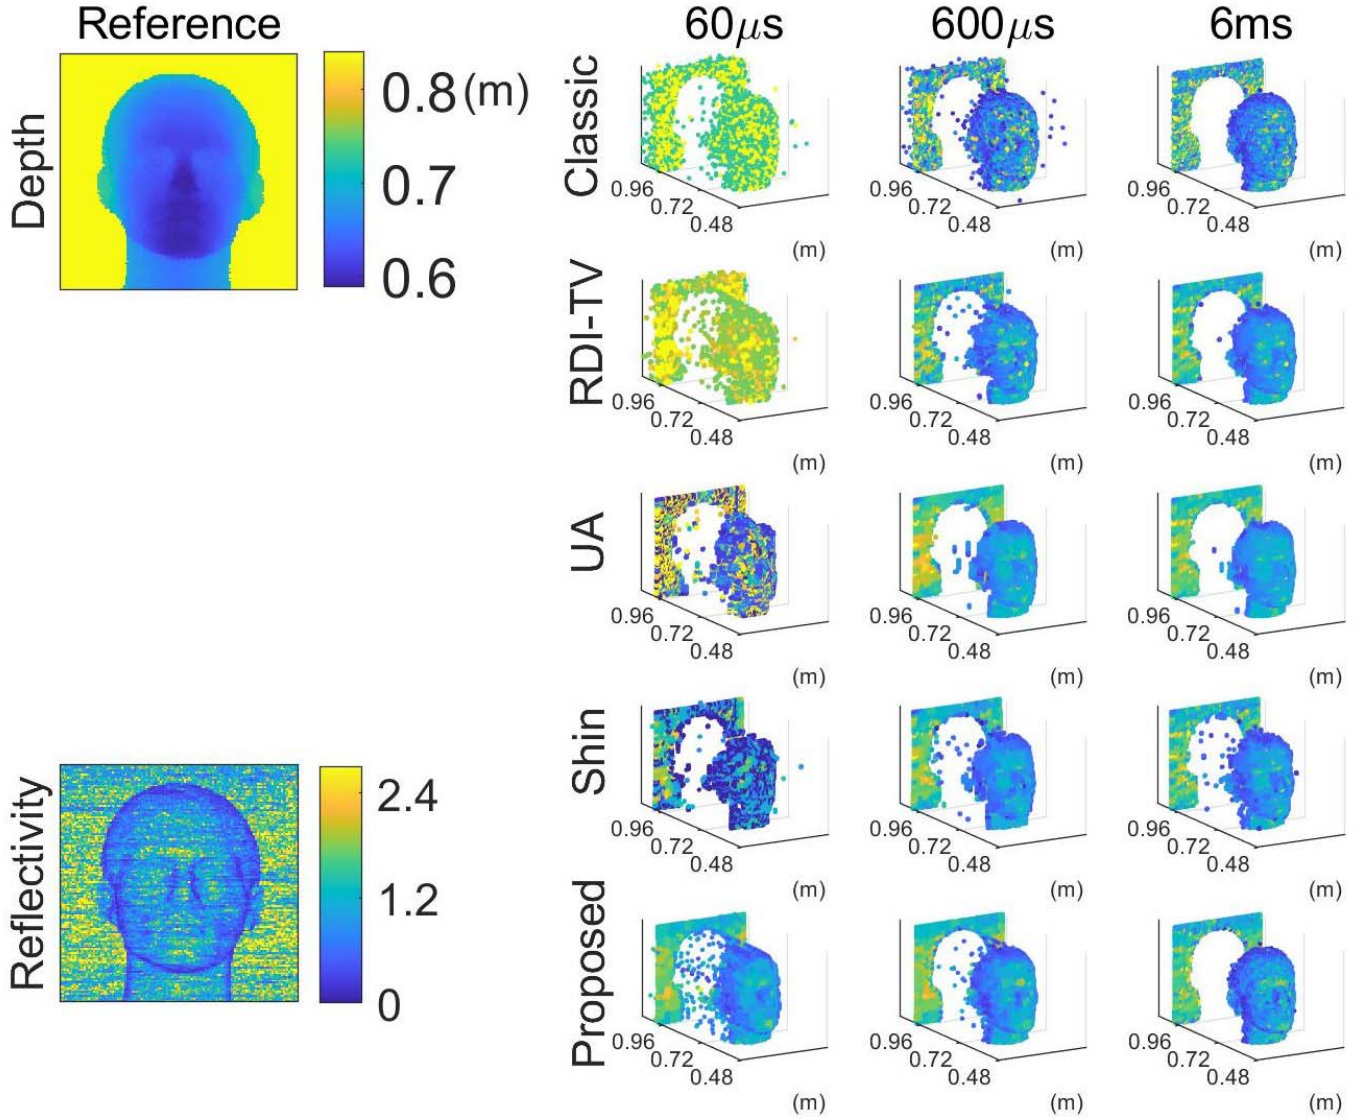 Reference
Depth
0.8 (m)
0.7
0.6
Reflectivity
2.4
1.2
0
60μs 600μs 6ms
Classic
0.96 0.96 0.96
0.72 0.72 0.72
0.48 0.48 0.48
(m) (m) (m)
RDI-TV
0.96 0.96 0.96
0.72 0.72 0.72
0.48 0.48 0.48
(m) (m) (m)
UA
0.96 0.96 0.96
0.72 0.72 0.72
0.48 0.48 0.48
(m) (m) (m)
Shin
0.96 0.96 0.96
0.72 0.72 0.72
0.48 0.48 0.48
(m) (m) (m)
Proposed
0.96 0.96 0.96
0.72 0.72 0.72
0.48 0.48 0.48
(m) (m) (m)